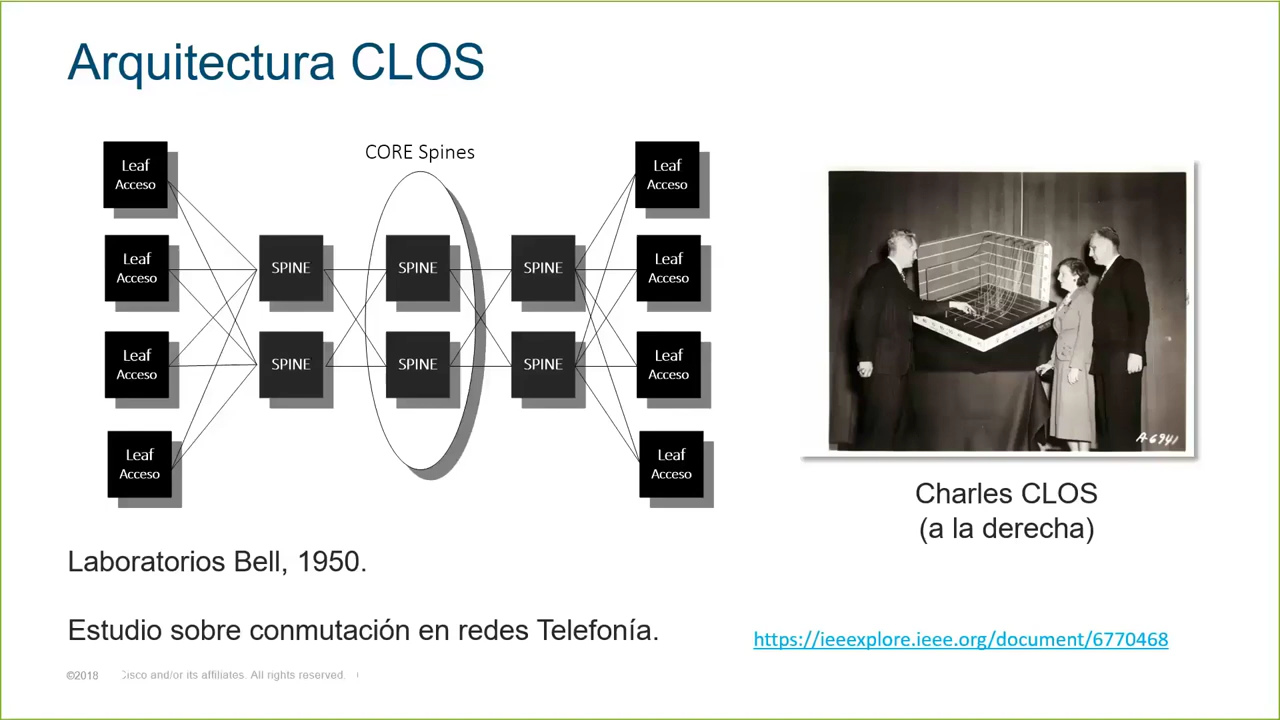 Arquitectura CLOS
CORE Spines
Leaf
Acceso
Leaf
Acceso
Leaf
Acceso
Leaf
Acceso
SPINE
SPINE
SPINE
SPINE
SPINE
SPINE
Leaf
Acceso
Leaf
Acceso
Leaf
Acceso
Leaf
Acceso
A-6941
Charles CLOS
(a la derecha)
Laboratorios Bell, 1950.
Estudio sobre conmutación en redes Telefonía.
https://ieeexplore.ieee.org/document/6770468
©2018 Cisco and/or its affiliates. All rights reserved.